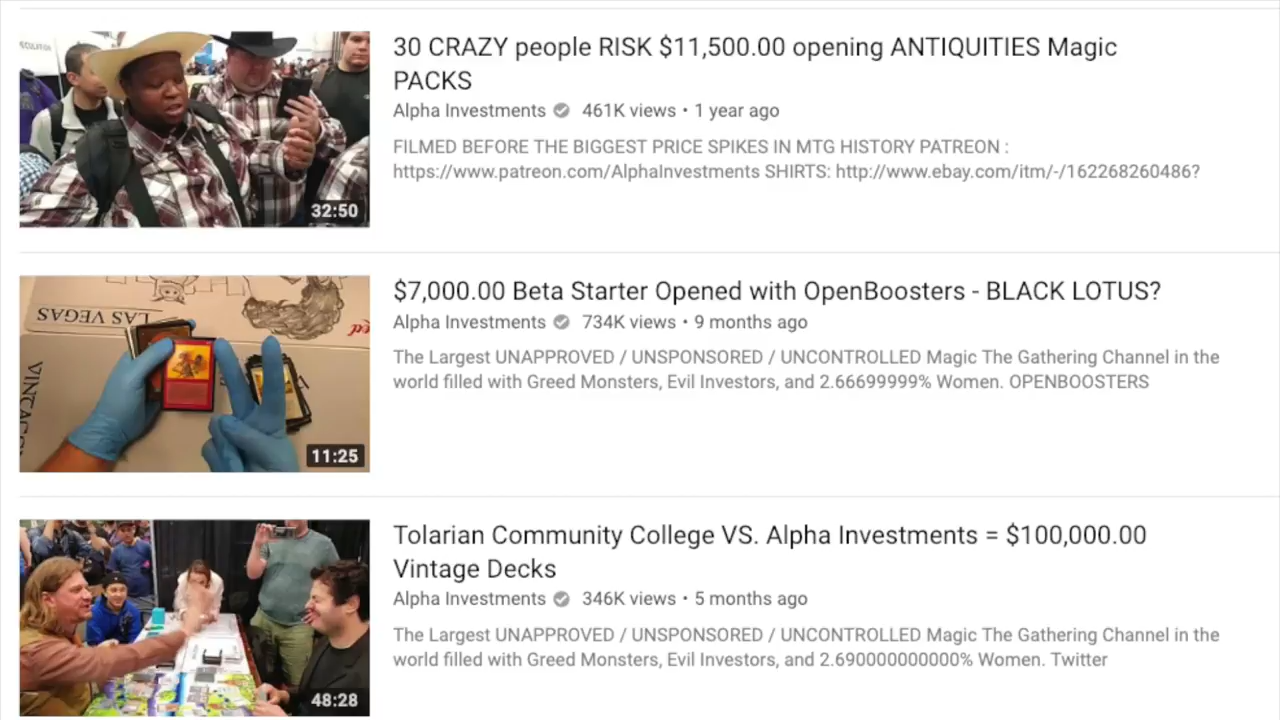 30 CRAZY people RISK $11,500.00 opening ANTIQUITIES Magic
PACKS
Alpha Investments 461K views • 1 year ago
FILMED BEFORE THE BIGGEST PRICE SPIKES IN MTG HISTORY PATREON :
https://www.patreon.com/AlphaInvestments SHIRTS: http://www.ebay.com/itm/-/162268260486?
32:50
$7,000.00 Beta Starter Opened with OpenBoosters - BLACK LOTUS?
Alpha Investments 734K views • 9 months ago
The Largest UNAPPROVED / UNSPONSORED / UNCONTROLLED Magic The Gathering Channel in the
world filled with Greed Monsters, Evil Investors, and 2.66699999% Women. OPENBOOSTERS
LAS VEGAS
11:25
Tolarian Community College VS. Alpha Investments = $100,000.00
Vintage Decks
Alpha Investments 346K views • 5 months ago
The Largest UNAPPROVED / UNSPONSORED / UNCONTROLLED Magic The Gathering Channel in the
world filled with Greed Monsters, Evil Investors, and 2.690000000000% Women. Twitter
48:28